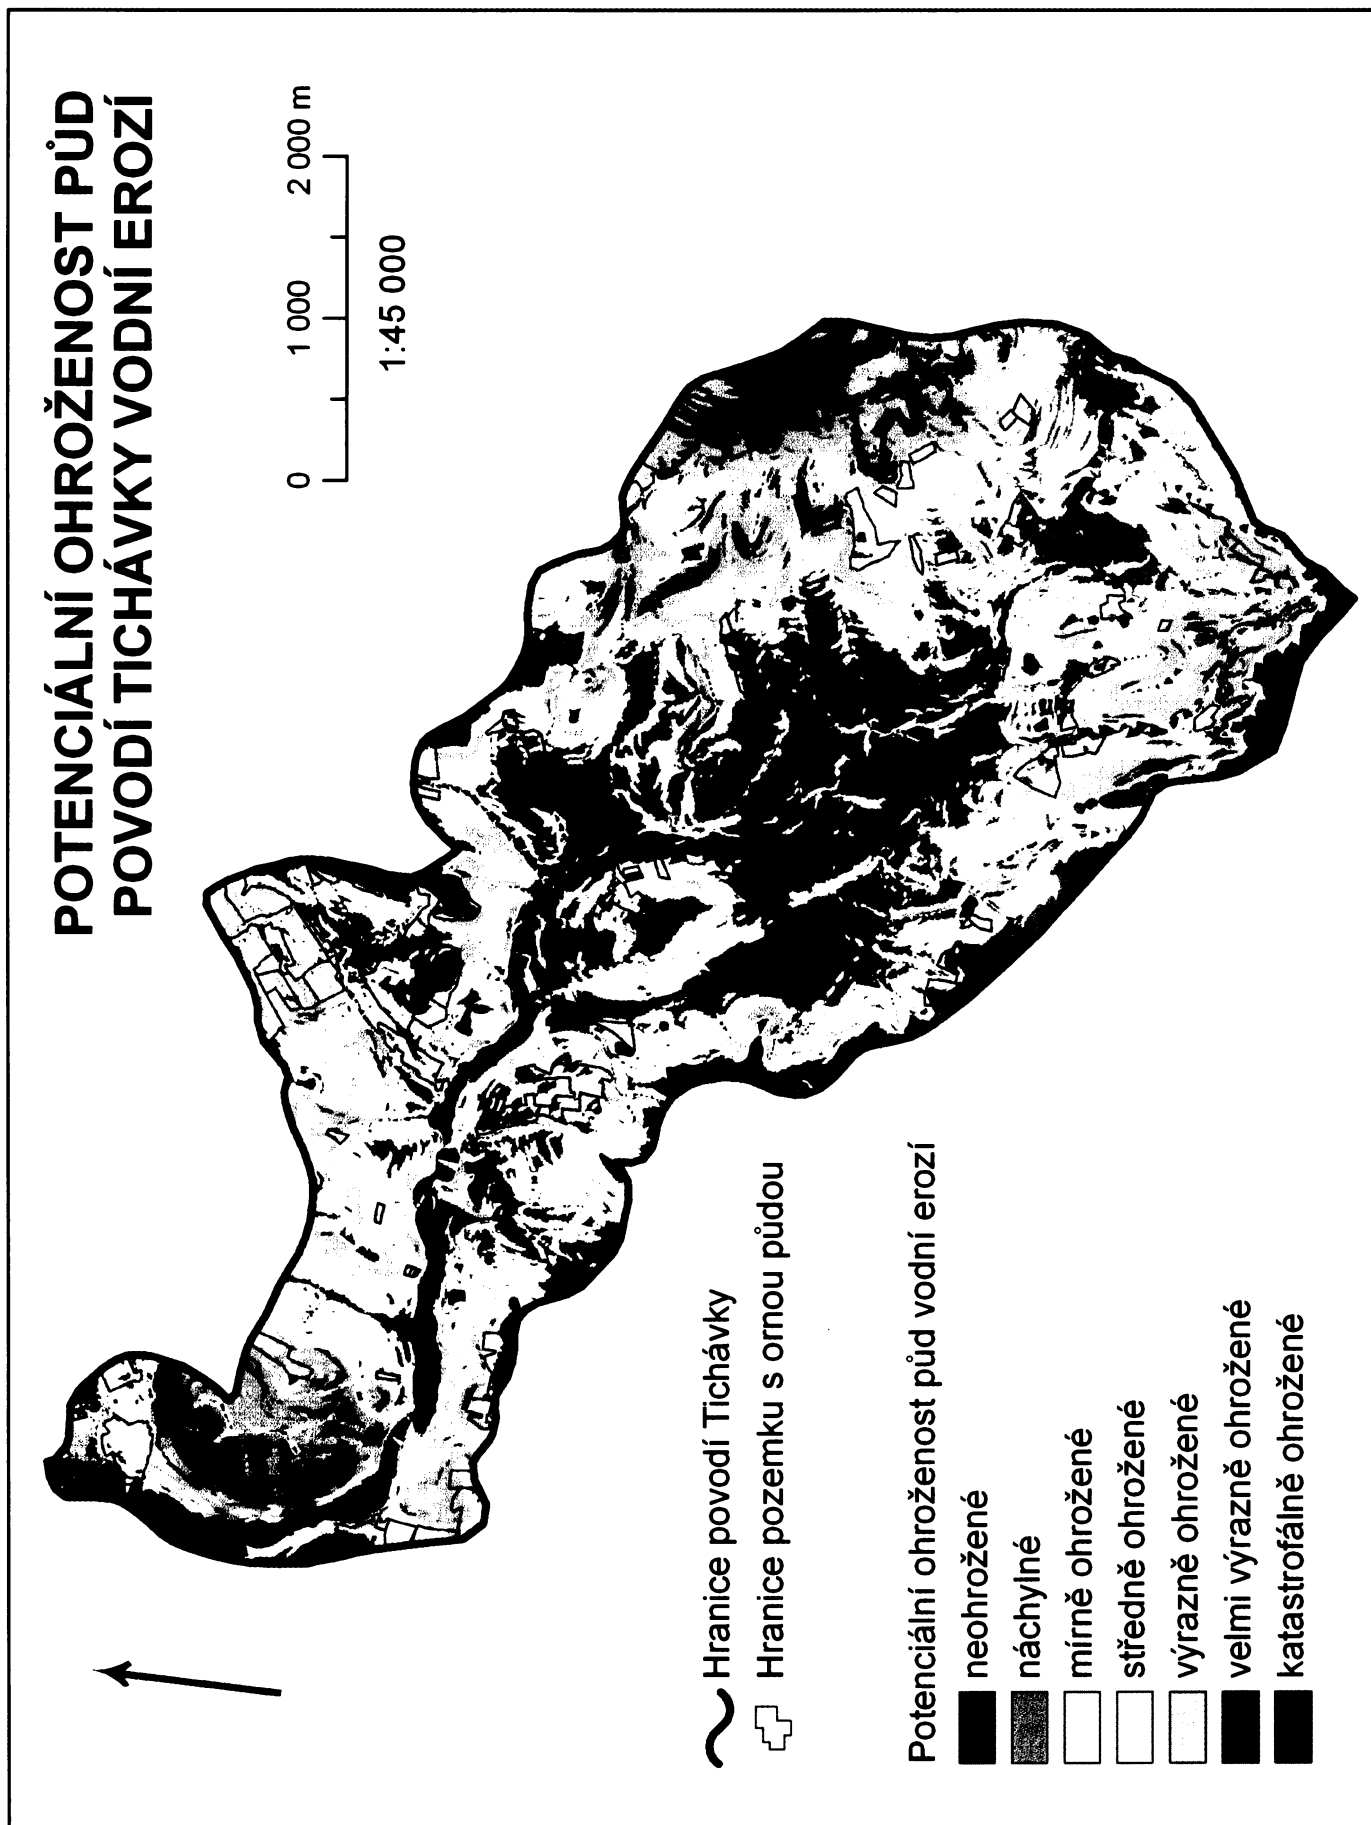 POTENCIÁLNÍ OHROŽENOST PŮD
POVODÍ TICHÁVKY VODNÍ EROZÍ
0 1 000 2 000 m
1:45 000
Hranice povodí Tichávky
Hranice pozemku s ornou půdou
Potenciální ohroženost půd vodní erozí
neohrožené
náchylné
mírně ohrožené
středně ohrožené
výrazně ohrožené
velmi výrazně ohrožené
katastrofálně ohrožené